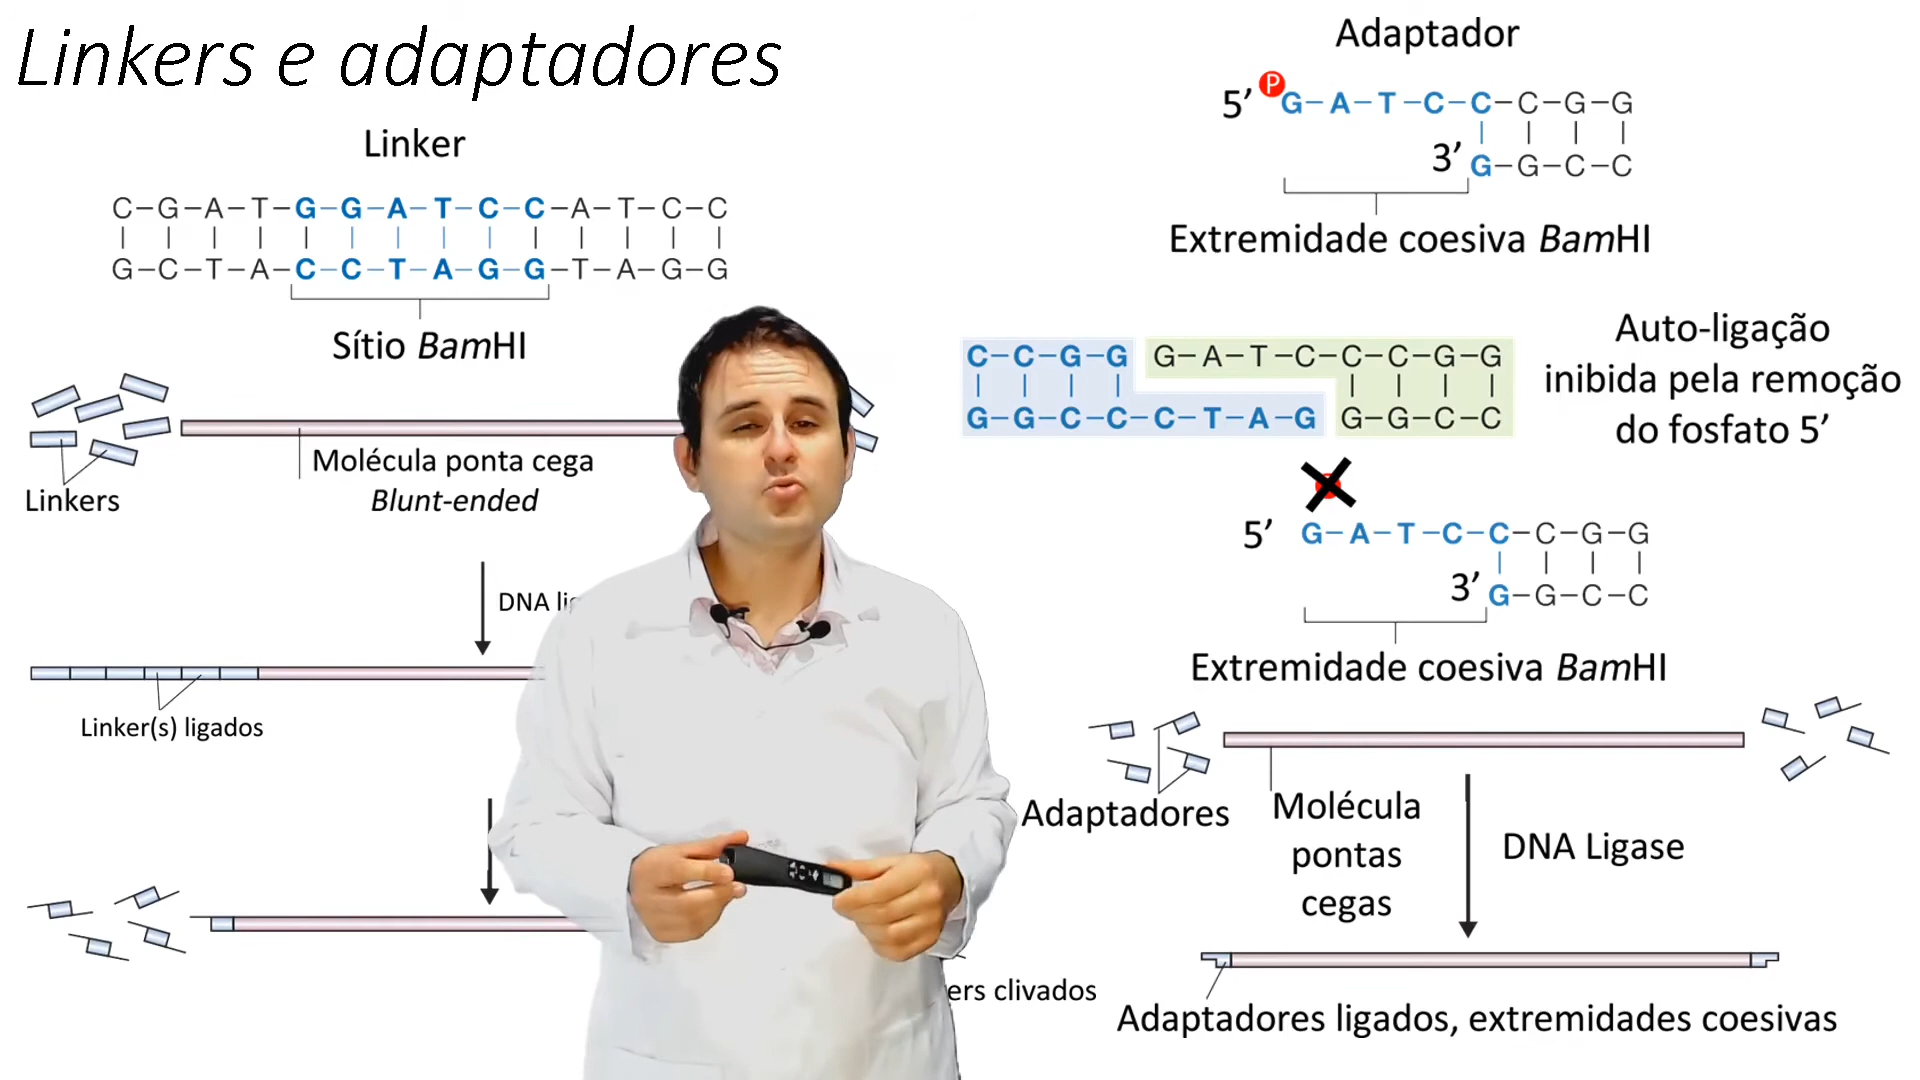 Linkers e adaptadores
Linker
C-G-A-T-G-G-A-T-C-C-A-T-C-C
G-C-T-A-C-C-T-A-G-G-T-A-G-G
Sítio BamHI
Linkers
Molécula ponta cega
Blunt-ended
DNA
Linker(s) ligados
clivados
Adaptador
5’ P G-A-T-C-C-C-G-G
3’ G-G-C-C
Extremidade coesiva BamHI
C-C-G-G G-A-T-C-C-C-G-G
G-G-C-C-C-T-A-G G-G-C-C
Auto-ligação
inibida pela remoção
do fosfato 5’
5’ G-A-T-C-C-C-G-G
3’ G-G-C-C
Extremidade coesiva BamHI
Adaptadores
Molécula
pontas
cegas
DNA Ligase
Adaptadores ligados, extremidades coesivas